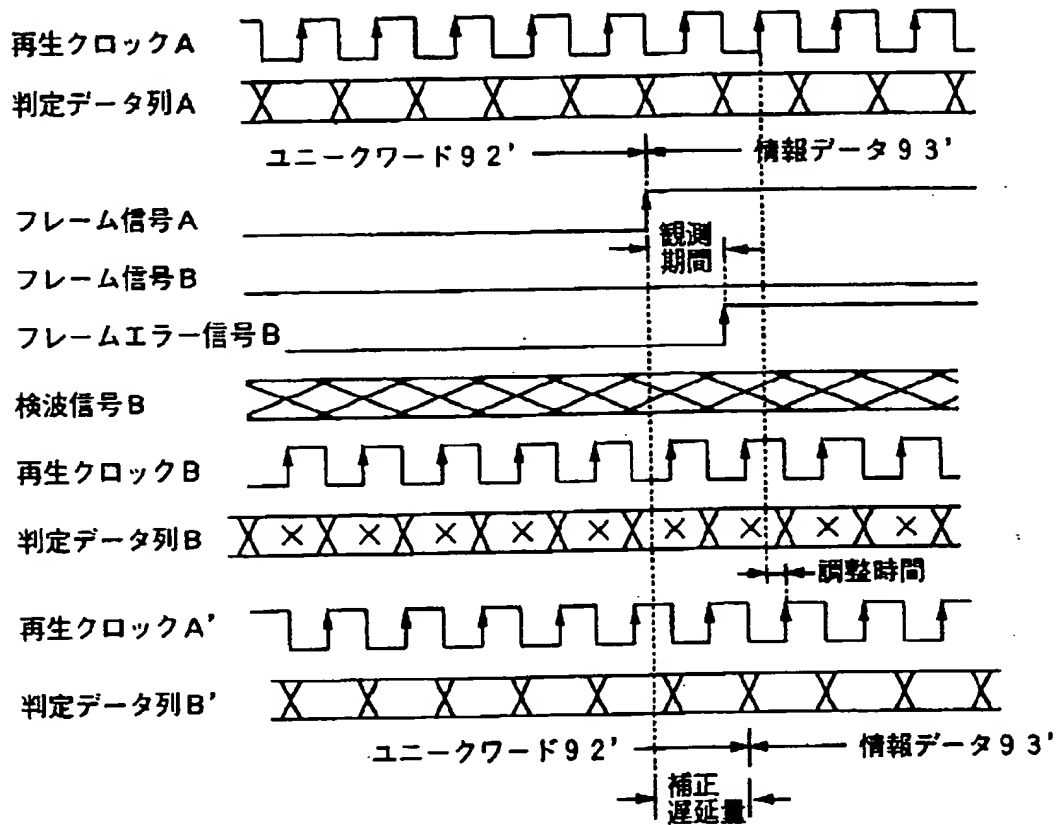 再生クロックA
判定データ列A
ユニークワード92' 情報データ93'
フレーム信号A
観測
期間
フレーム信号B
フレームエラー信号B
検波信号B
再生クロックB
判定データ列B
調整時間
再生クロックA'
判定データ列B'
ユニークワード92' 情報データ93'
補正
遅延量